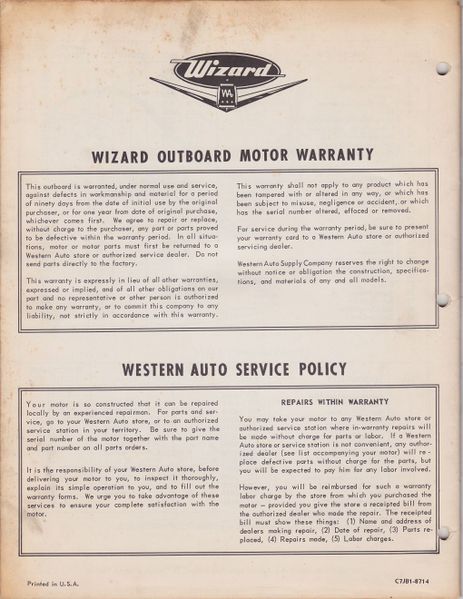 Wizard
WA
WIZARD OUTBOARD MOTOR WARRANTY
This outboard is warranted, under normal use and service,
against defects in workmanship and material for a period
of ninety days from the date of initial use by the original
purchaser, or for one year from date of original purchase,
whichever comes first. We agree to repair or replace,
without charge to the purchaser, any part or parts proved
to be defective within the warranty period. In all situa-
tions, motor or motor parts must first be returned to a
Western Auto store or authorized service dealer. Do not
send parts directly to the factory.
This warranty is expressly in lieu of all other warranties,
expressed or implied, and of all other obligations on our
part and no representative or other person is authorized
to make any warranty, or to commit this company to any
liability, not strictly in accordance with this warranty.
This warranty shall not apply to any product which has
been tampered with or altered in any way, or which has
been subject to misuse, negligence or accident, or which
has the serial number altered, effaced or removed.
For service during the warranty period, be sure to present
your warranty card to a Western Auto store or authorized
servicing dealer.
Western Auto Supply Company reserves the right to change
without notice or obligation the construction, specifica-
tions, and materials of any and all models.
WESTERN AUTO SERVICE POLICY
Your motor is so constructed that it can be repaired
locally by an experienced repairman. For parts and ser-
vice, go to your Western Auto store, or to an authorized
service station in your territory. Be sure to give the
serial number of the motor together with the part name
and part number on all parts orders.
It is the responsibility of your Western Auto store, before
delivering your motor to you, to inspect it thoroughly,
explain its simple operation to you, and to fill out the
warranty forms. We urge you to take advantage of these
services to ensure your complete satisfaction with the
motor.
REPAIRS WITHIN WARRANTY
You may take your motor to any Western Auto store or
authorized service station where in-warranty repairs will
be made without charge for parts or labor. If a Western
Auto store or service station is not convenient, any author-
ized dealer (see list accompanying your motor) will re-
place defective parts without charge for the parts, but
you will be expected to pay him for any labor involved.
However, you will be reimbursed for such a warranty
labor charge by the store from which you purchased the
motor – provided you give the store a receipted bill from
the authorized dealer who made the repair. The receipted
bill must show these things: (1) Name and address of
dealers making repair, (2) Date of repair, (3) Parts re-
placed, (4) Repairs made, (5) Labor charges.
Printed in U.S.A.
C7JB1-8714